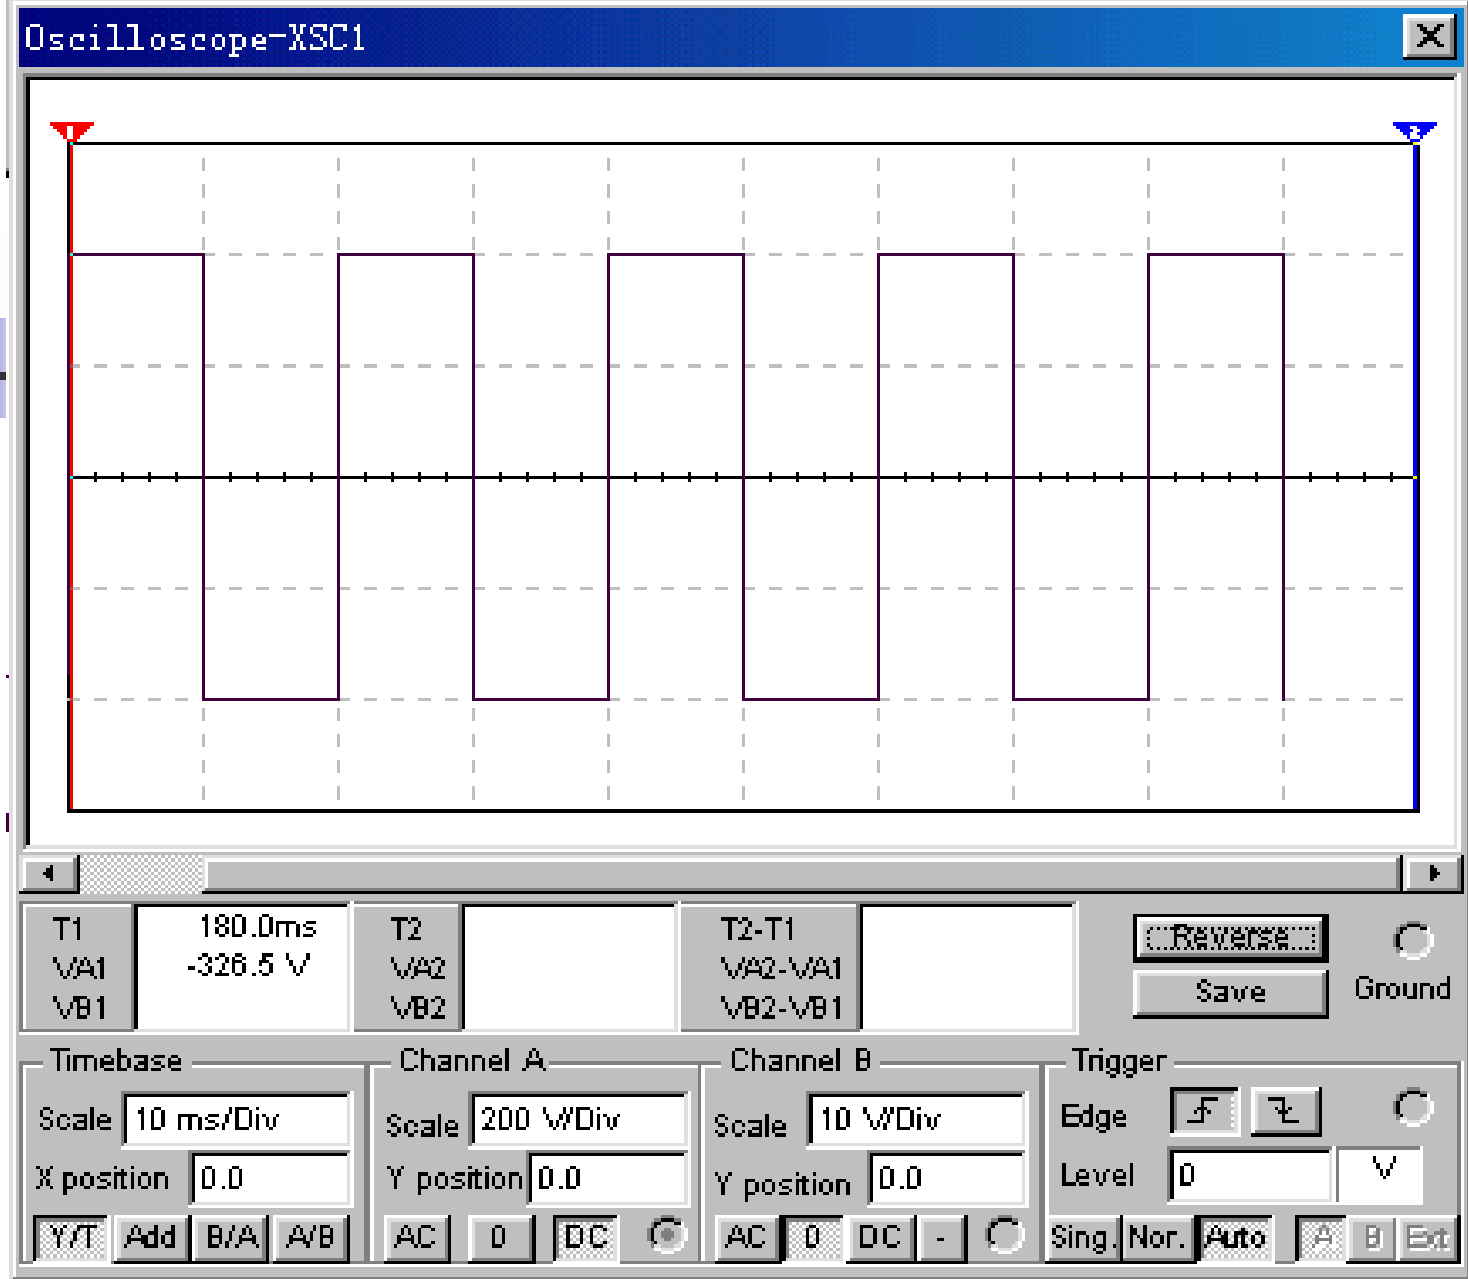 Oscilloscope-XSC1
T1 180.0ms T2 T2-T1 Reverse
VA1 -326.5 V VA2 VA2-VA1
VB1 VB2 VB2-VB1 Save Ground
Timebase Channel A Channel B Trigger
Scale 10 ms/Div Scale 200 V/Div Scale 10 V/Div Edge
X position 0.0 Y position 0.0 Y position 0.0 Level 0 V
Y/T Add B/A A/B AC 0 DC AC 0 DC - Sing. Nor. Auto A B Ext